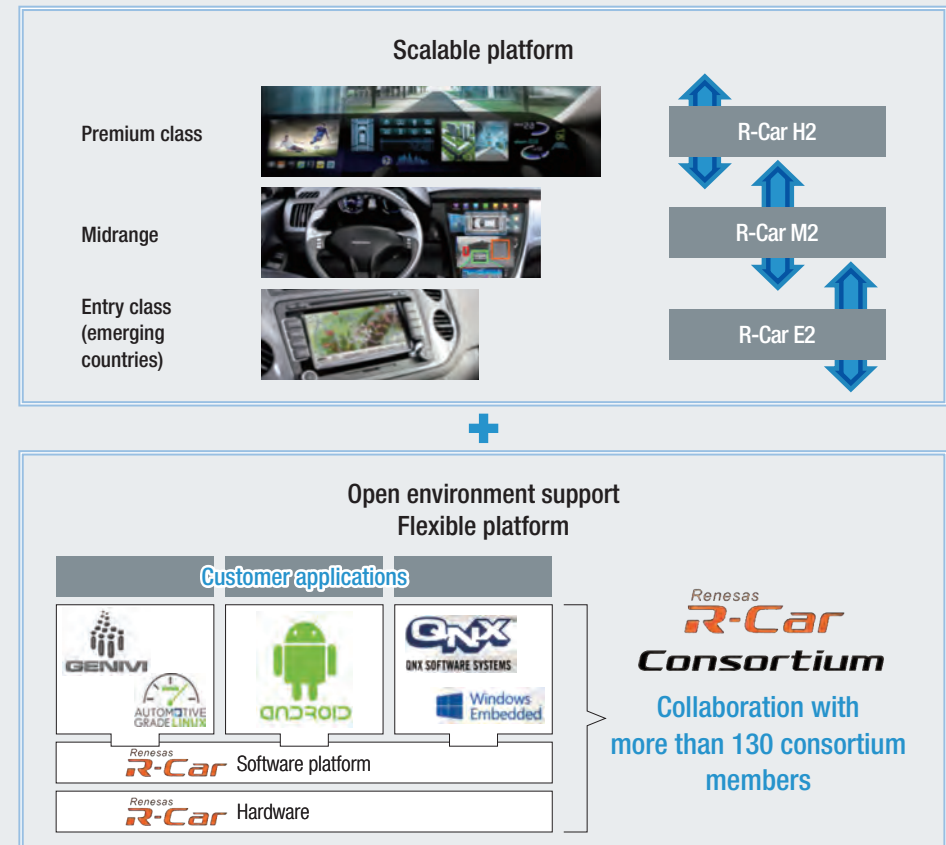 Scalable platform
Premium class
R-Car H2
Midrange
R-Car M2
Entry class
(emerging
countries)
R-Car E2
+
Open environment support
Flexible platform
Customer applications
GENIVI
AUTOMOTIVE
GRADE LINUX
ANDROID
QNX
QNX SOFTWARE SYSTEMS
Windows
Embedded
Renesas
R-Car Software platform
Renesas
R-Car Hardware
Renesas
R-Car
Consortium
Collaboration with
more than 130 consortium
members